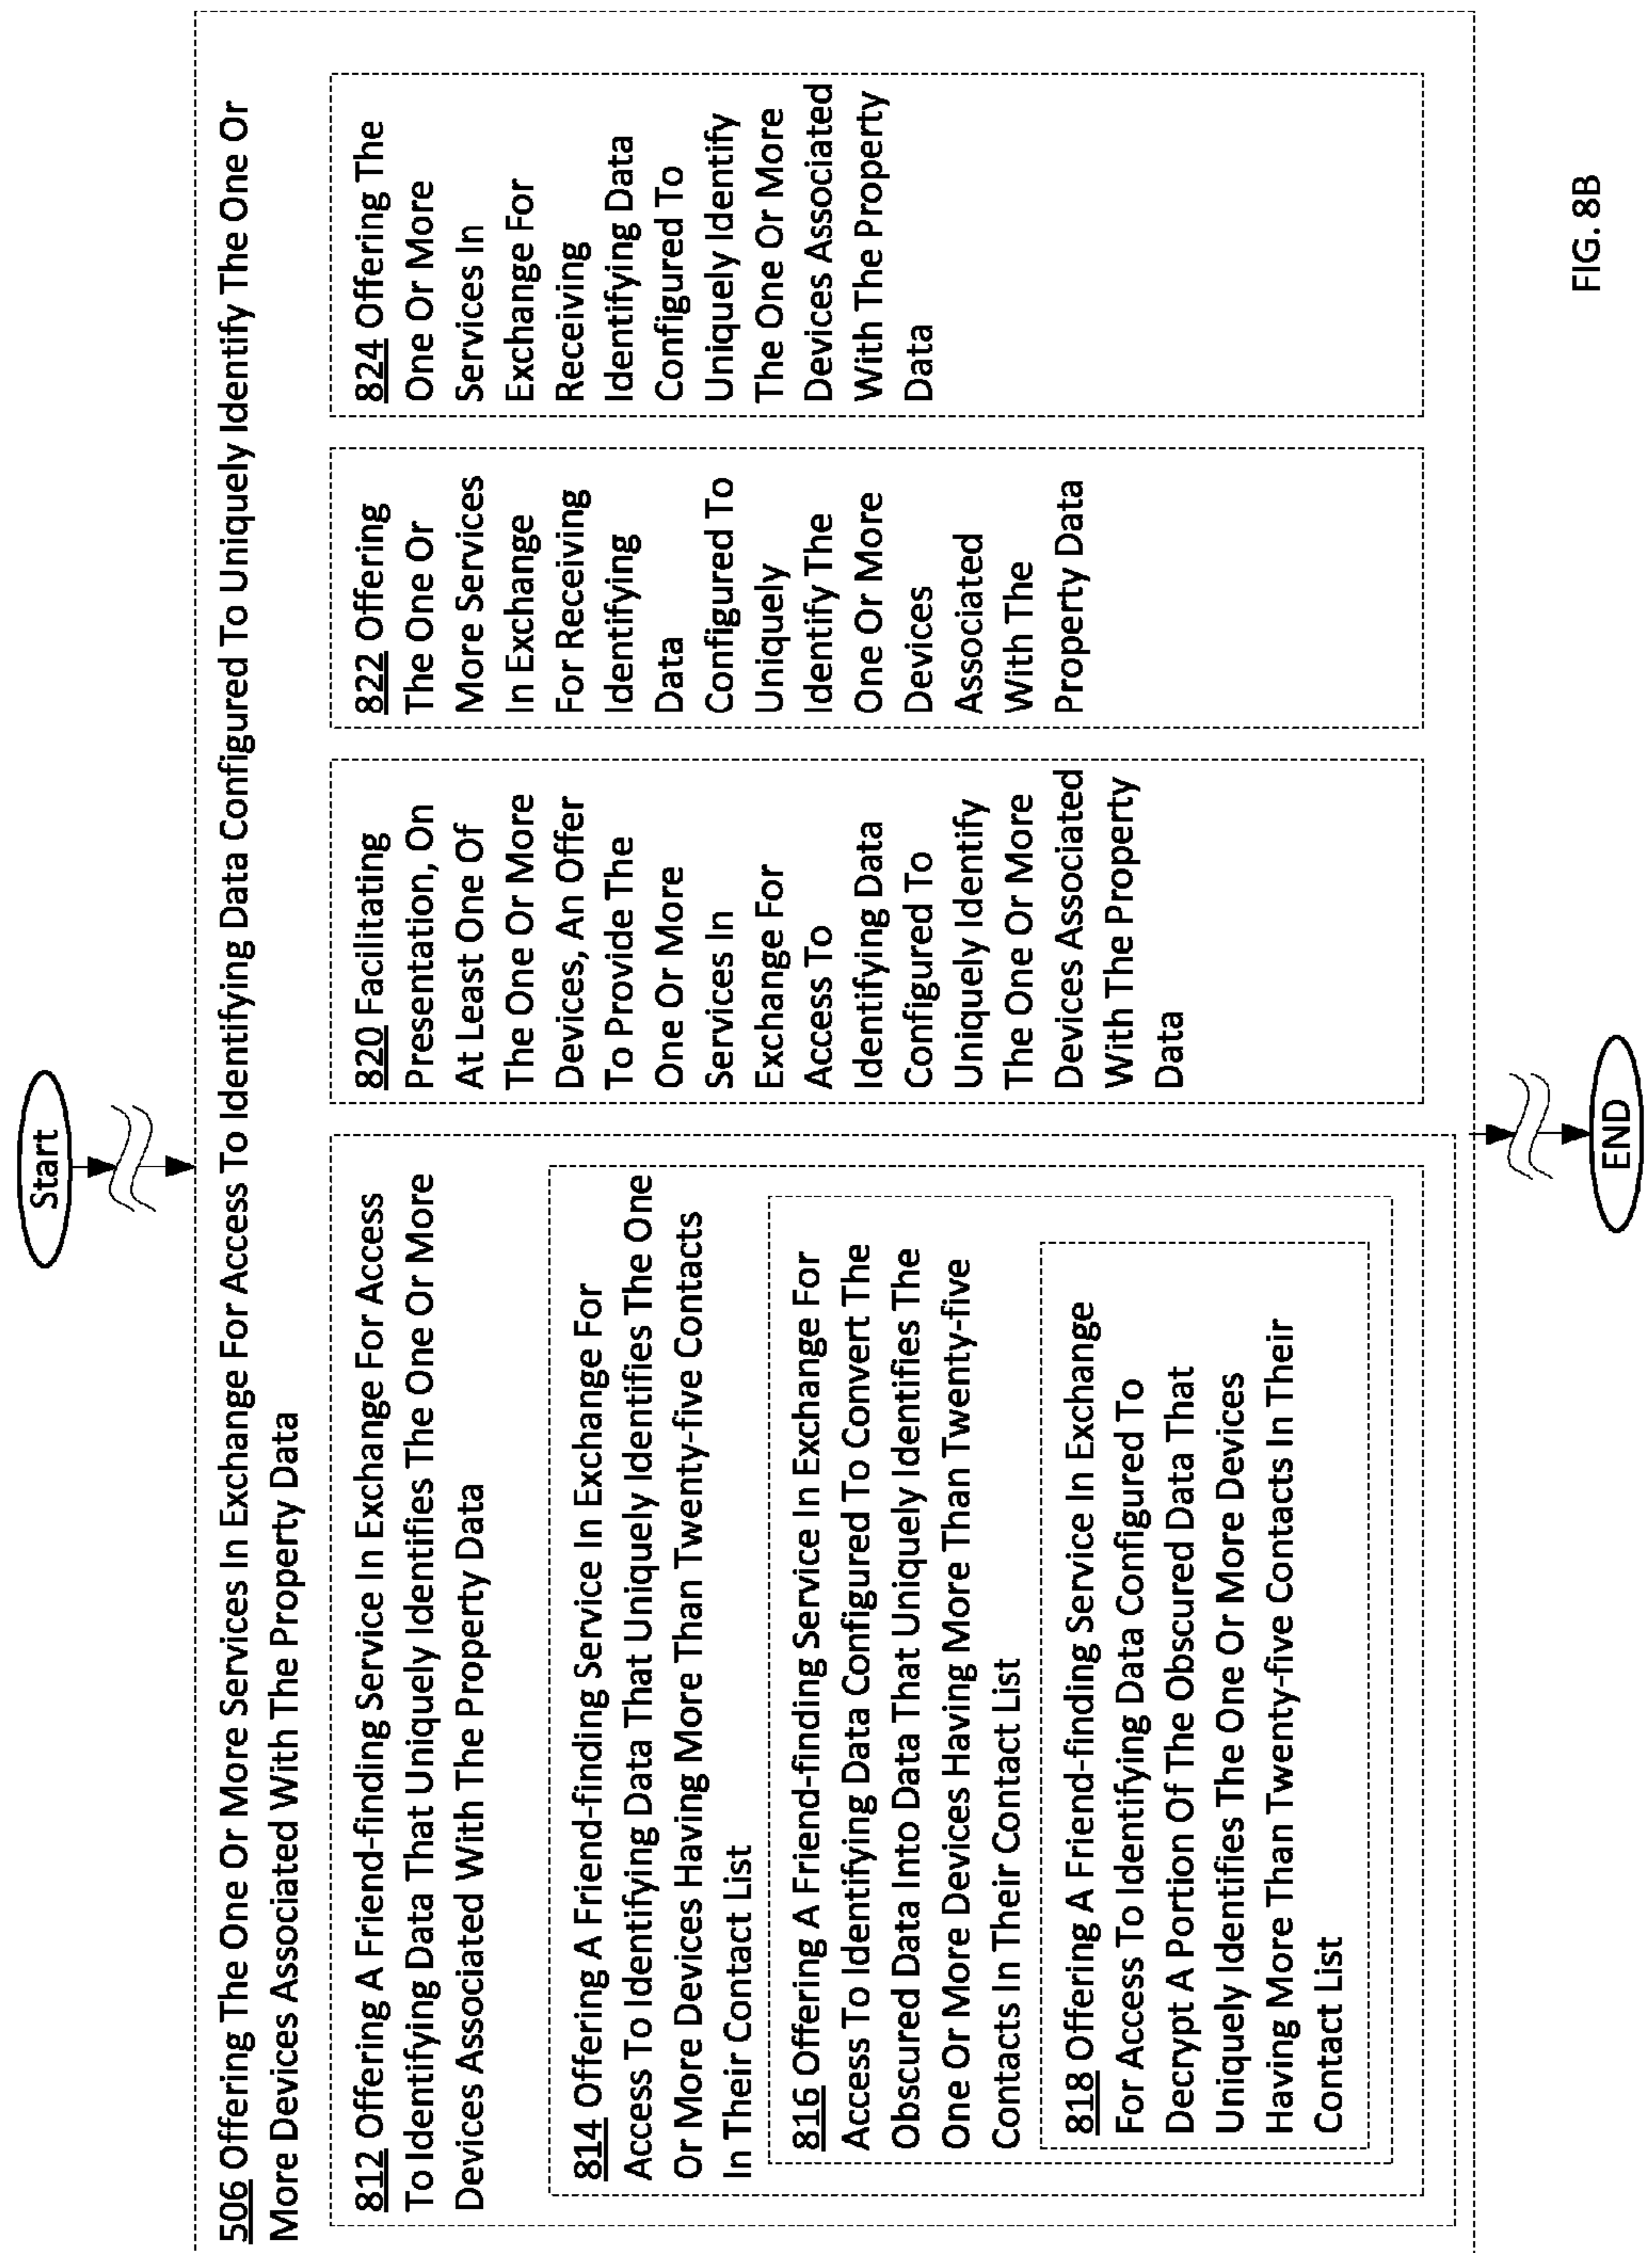 Start
506 Offering The One Or More Services In Exchange For Access To Identifying Data Configured To Uniquely Identify The One Or
More Devices Associated With The Property Data
812 Offering A Friend-finding Service In Exchange For Access
To Identifying Data That Uniquely Identifies The One Or More
Devices Associated With The Property Data
814 Offering A Friend-finding Service In Exchange For
Access To Identifying Data That Uniquely Identifies The One
Or More Devices Having More Than Twenty-five Contacts
In Their Contact List
816 Offering A Friend-finding Service In Exchange For
Access To Identifying Data Configured To Convert The
Obscured Data Into Data That Uniquely Identifies The
One Or More Devices Having More Than Twenty-five
Contacts In Their Contact List
818 Offering A Friend-finding Service In Exchange
For Access To Identifying Data Configured To
Decrypt A Portion Of The Obscured Data That
Uniquely Identifies The One Or More Devices
Having More Than Twenty-five Contacts In Their
Contact List
820 Facilitating
Presentation, On
At Least One Of
The One Or More
Devices, An Offer
To Provide The
One Or More
Services In
Exchange For
Access To
Identifying Data
Configured To
Uniquely Identify
The One Or More
Devices Associated
With The Property
Data
822 Offering
The One Or
More Services
In Exchange
For Receiving
Identifying
Data
Configured To
Uniquely
Identify The
One Or More
Devices
Associated
With The
Property Data
824 Offering The
One Or More
Services In
Exchange For
Receiving
Identifying Data
Configured To
Uniquely Identify
The One Or More
Devices Associated
With The Property
Data
END
FIG. 8B